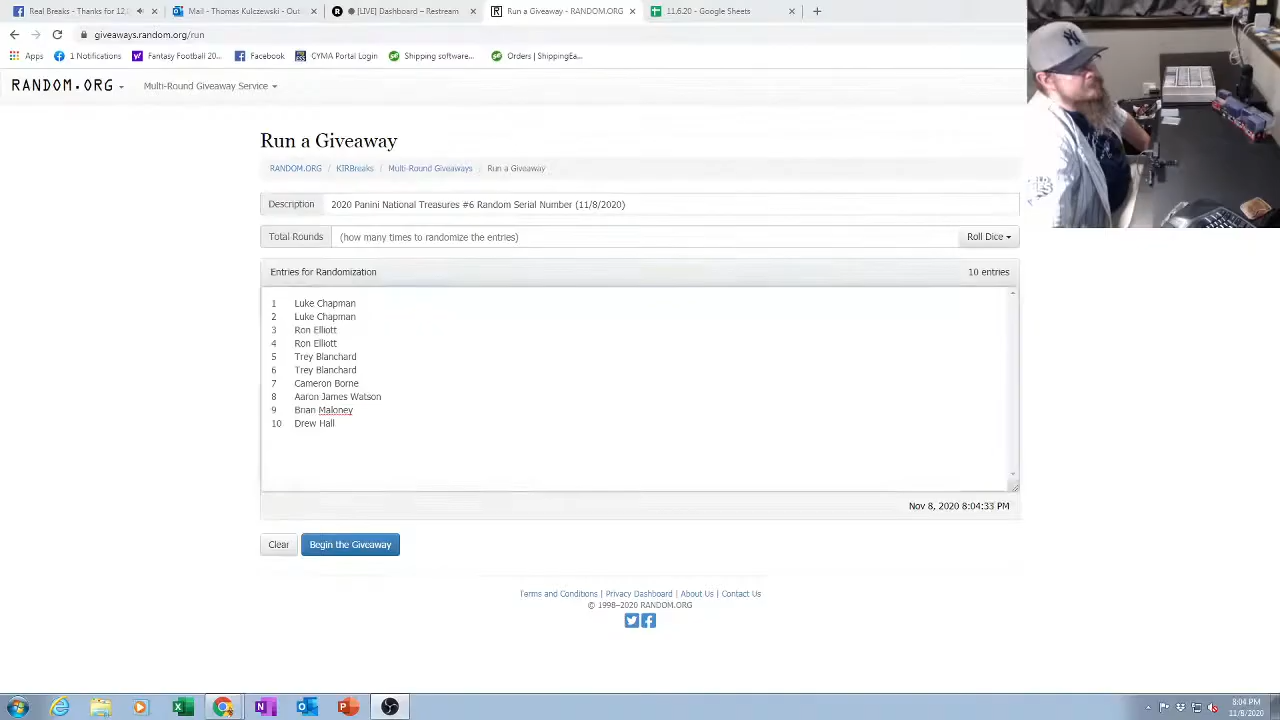 Real Breaks - Thanks for 12,0
Mail - Thomas Kulczewski - Out
[LIVE] Dashboard - Restream
Run a Giveaway - RANDOM.ORG
11.6.20 - Google Sheets
giveaways.random.org/run
Apps
1 Notifications
Fantasy Football 20...
Facebook
CYMA Portal Login
Shipping software...
Orders | ShippingEa...
RANDOM.ORG
Multi-Round Giveaway Service
Run a Giveaway
RANDOM.ORG / KTRBreaks / Multi-Round Giveaways / Run a Giveaway
Description 2020 Panini National Treasures #6 Random Serial Number (11/8/2020)
Total Rounds (how many times to randomize the entries) Roll Dice
Entries for Randomization 10 entries
1 Luke Chapman
2 Luke Chapman
3 Ron Elliott
4 Ron Elliott
5 Trey Blanchard
6 Trey Blanchard
7 Cameron Borne
8 Aaron James Watson
9 Brian Maloney
10 Drew Hall
Nov 8, 2020 8:04:33 PM
Clear Begin the Giveaway
Terms and Conditions | Privacy Dashboard | About Us | Contact Us
© 1998–2020 RANDOM.ORG
8:04 PM
11/8/2020